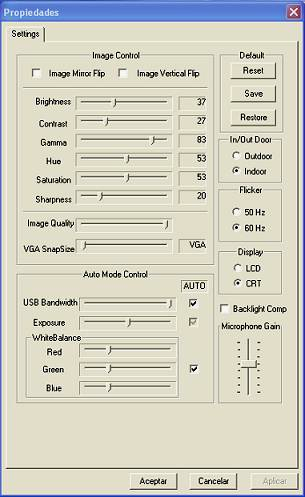 Propiedades
Settings
Image Control
Image Mirror Flip
Image Vertical Flip
Brightness 37
Contrast 27
Gamma 83
Hue 53
Saturation 53
Sharpness 20
Image Quality
VGA SnapSize VGA
Auto Mode Control
AUTO
USB Bandwidth
Exposure
WhiteBalance
Red
Green
Blue
Default
Reset
Save
Restore
In/Out Door
Outdoor
Indoor
Flicker
50 Hz
60 Hz
Display
LCD
CRT
Backlight Comp
Microphone Gain
Aceptar Cancelar Aplicar